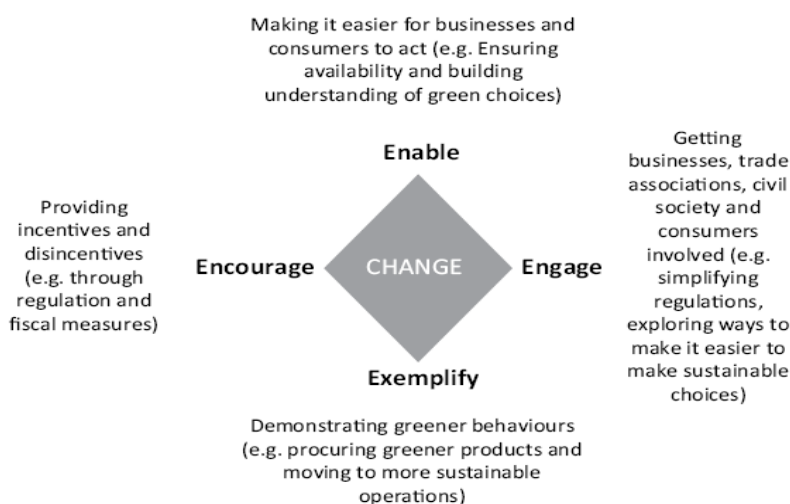 Making it easier for businesses and
consumers to act (e.g. Ensuring
availability and building
understanding of green choices)
Enable
Providing
incentives and
disincentives
(e.g. through
regulation and
fiscal measures)
Encourage
CHANGE
Engage
Getting
businesses, trade
associations, civil
society and
consumers
involved (e.g.
simplifying
regulations,
exploring ways to
make it easier to
make sustainable
choices)
Exemplify
Demonstrating greener behaviours
(e.g. procuring greener products and
moving to more sustainable
operations)